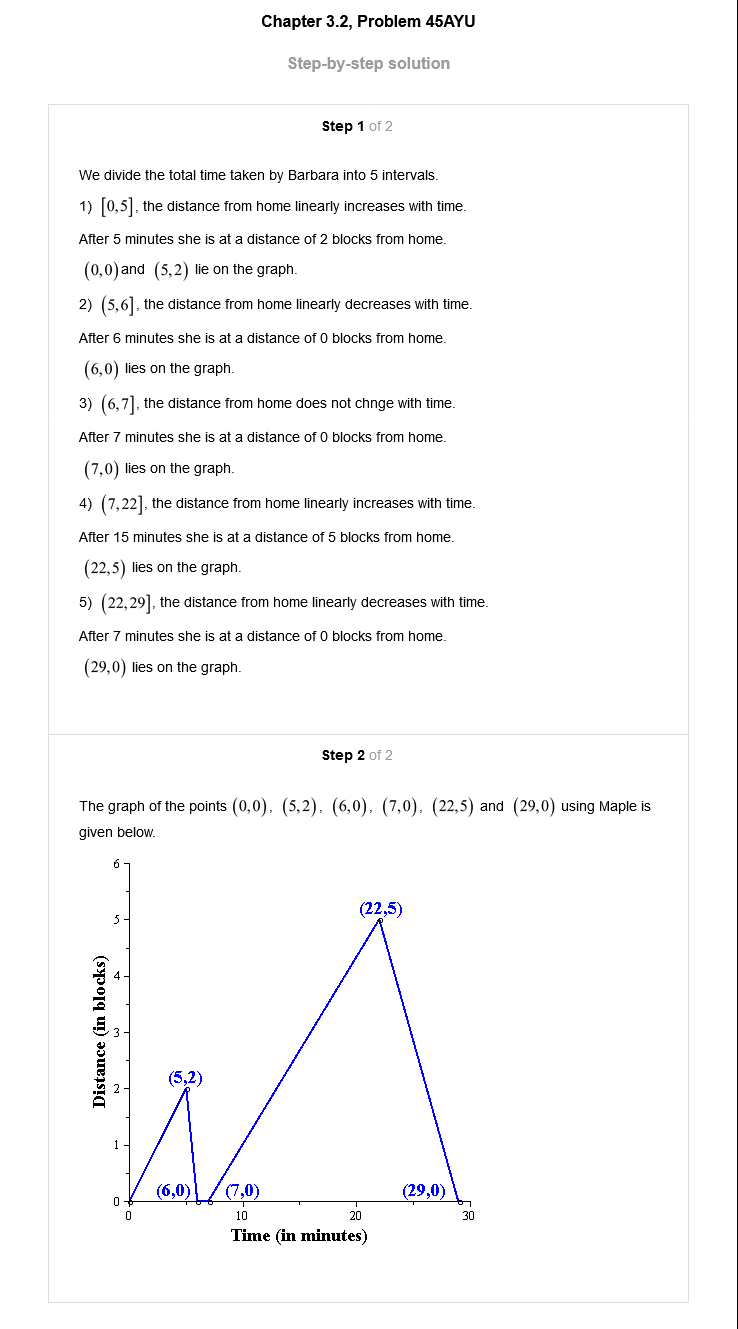 Chapter 3.2, Problem 45AYU
Step-by-step solution
Step 1 of 2
We divide the total time taken by Barbara into 5 intervals.
1) [0,5], the distance from home linearly increases with time.
After 5 minutes she is at a distance of 2 blocks from home.
(0,0) and (5,2) lie on the graph.
2) (5,6], the distance from home linearly decreases with time.
After 6 minutes she is at a distance of 0 blocks from home.
(6,0) lies on the graph.
3) (6,7], the distance from home does not chnge with time.
After 7 minutes she is at a distance of 0 blocks from home.
(7,0) lies on the graph.
4) (7,22], the distance from home linearly increases with time.
After 15 minutes she is at a distance of 5 blocks from home.
(22,5) lies on the graph.
5) (22,29], the distance from home linearly decreases with time.
After 7 minutes she is at a distance of 0 blocks from home.
(29,0) lies on the graph.
Step 2 of 2
The graph of the points (0,0), (5,2), (6,0), (7,0), (22,5) and (29,0) using Maple is
given below.
6
(22,5)
5
4
Distance (in blocks)
3
(5,2)
2
1
(6,0) (7,0) (29,0)
0
0 10 20 30
Time (in minutes)